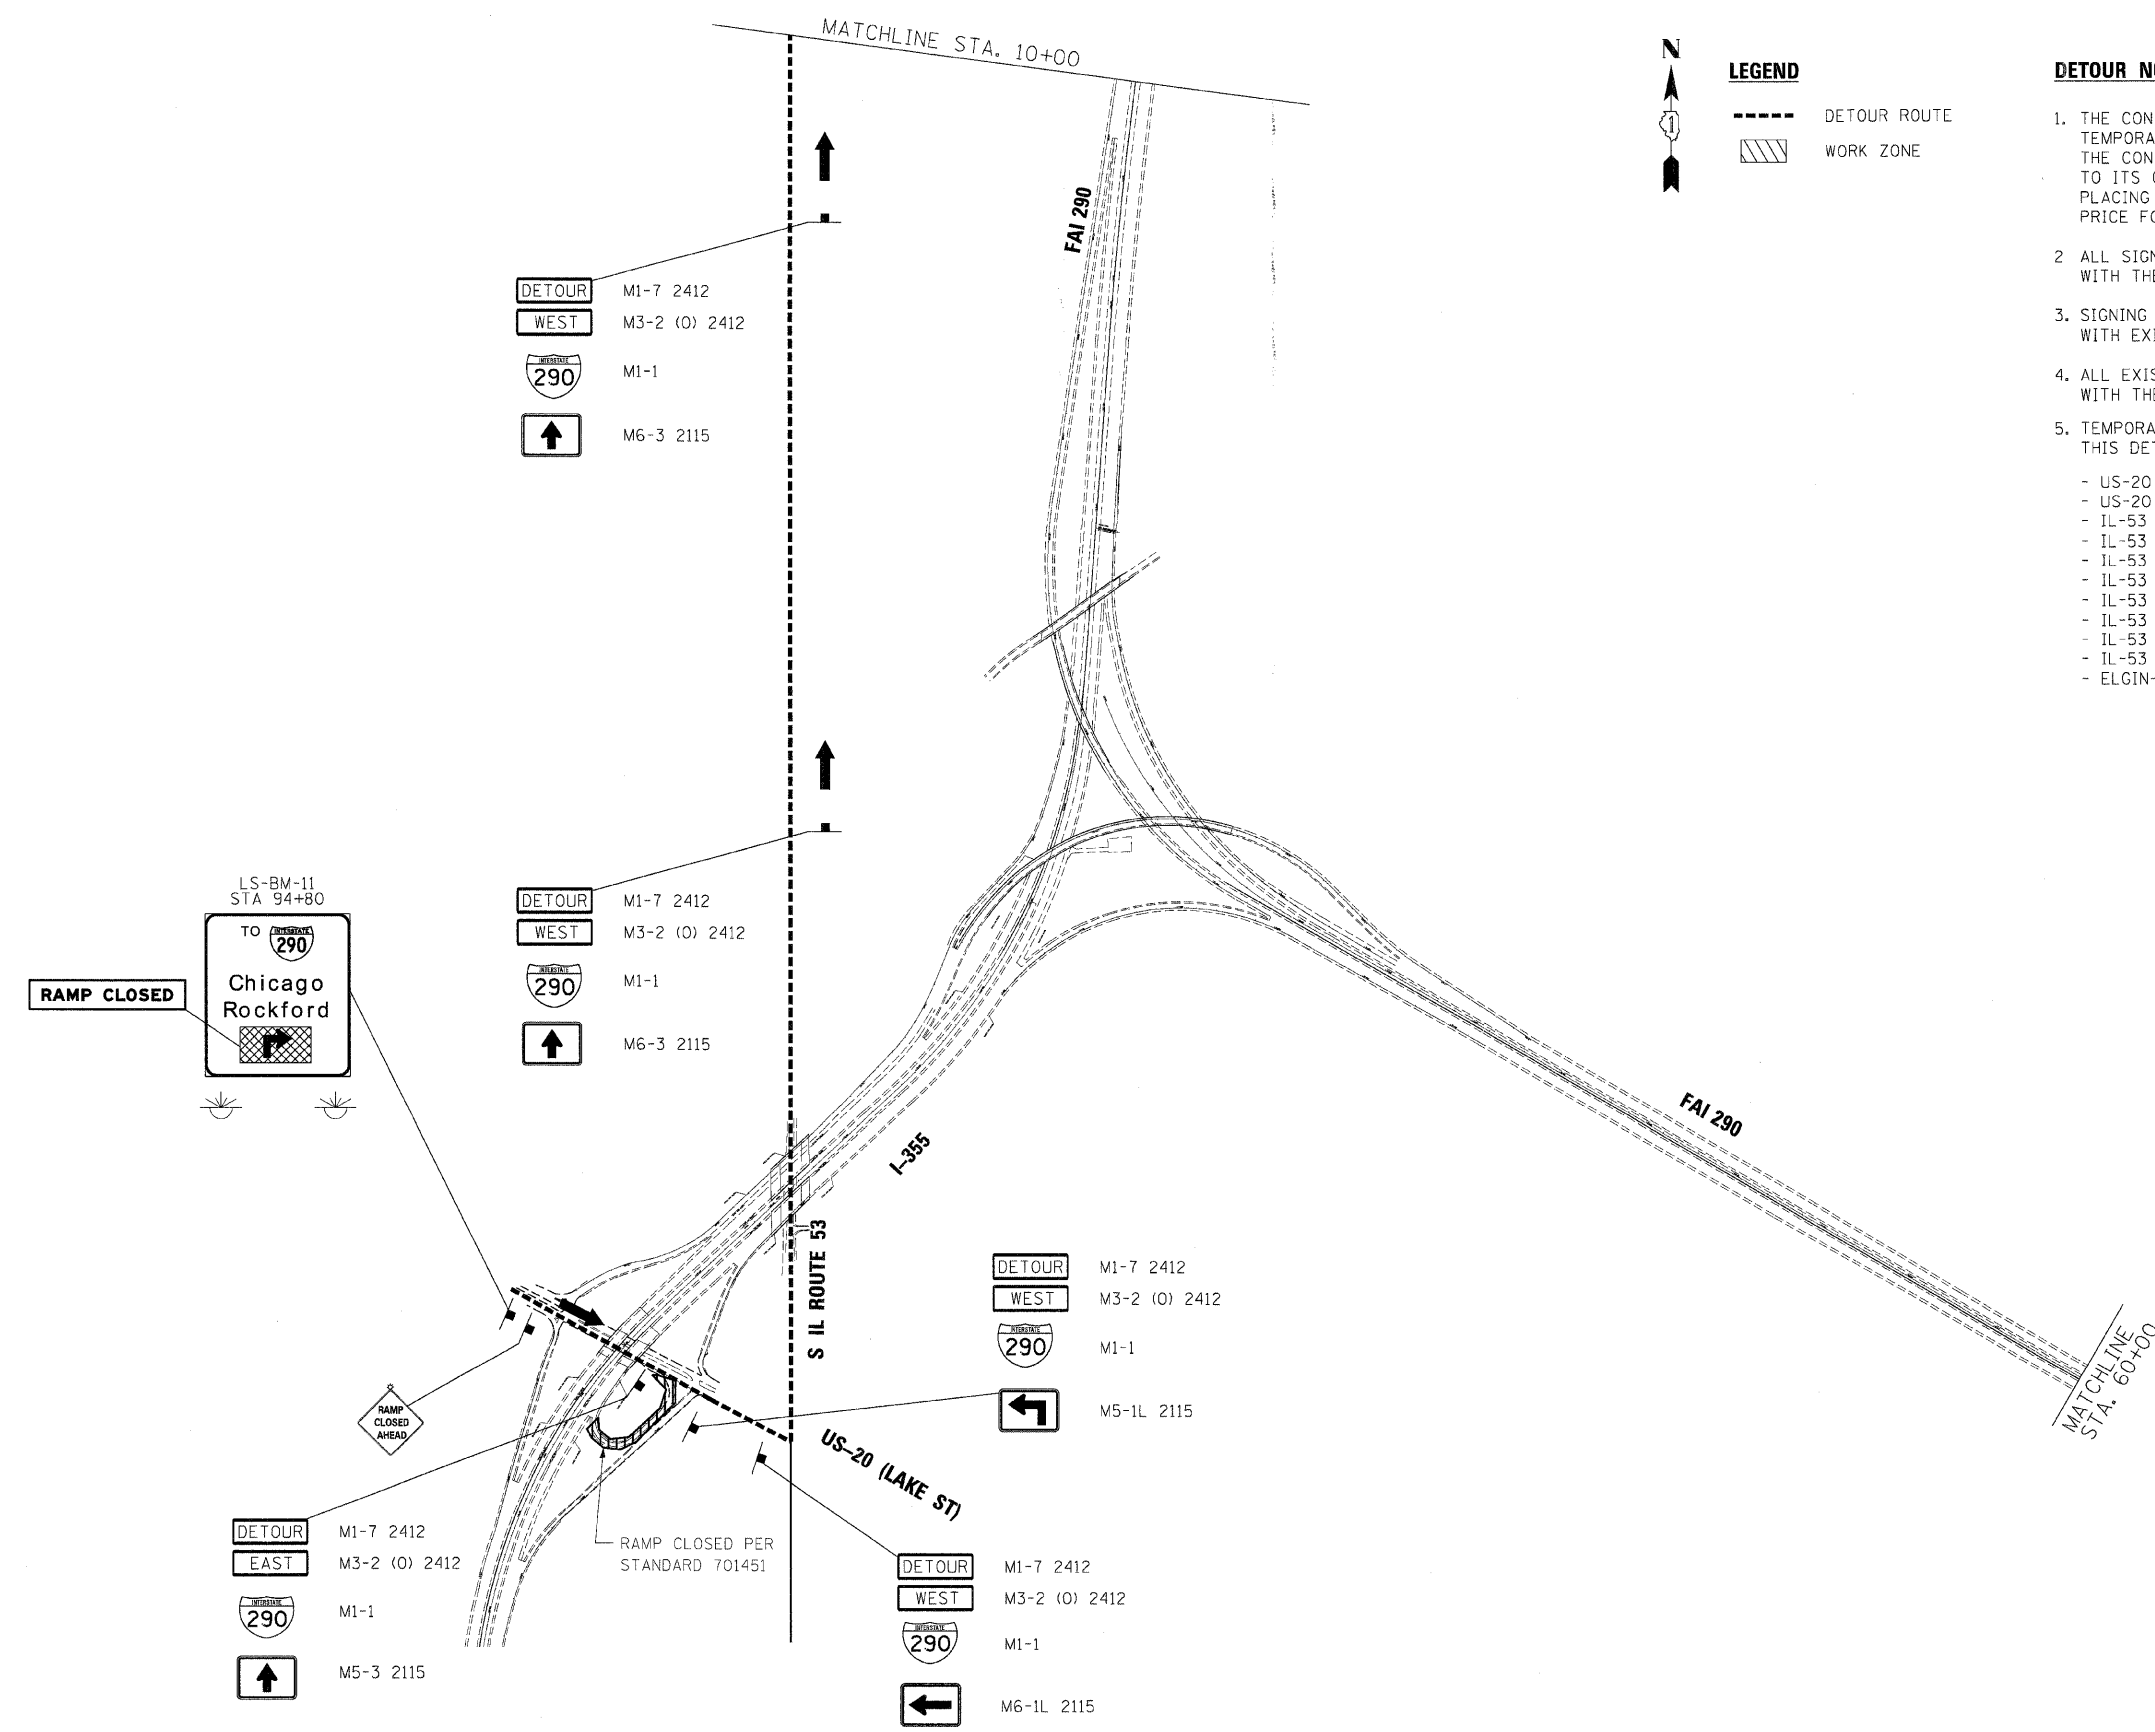 MATCHLINE STA. 10+00
N
1
LEGEND
DETOUR ROUTE
WORK ZONE
DETOUR
1. THE CON
TEMPORA
THE CON
TO ITS
PLACING
PRICE FO
2 ALL SIGN
WITH THE
3. SIGNING
WITH EXI
4. ALL EXIS
WITH THE
5. TEMPORA
THIS DET
- US-20
- US-20
- IL-53
- IL-53
- IL-53
- IL-53
- IL-53
- IL-53
- IL-53
- IL-53
- ELGIN-
FAI 290
DETOUR M1-7 2412
WEST M3-2 (O) 2412
INTERSTATE
290 M1-1
M6-3 2115
DETOUR M1-7 2412
WEST M3-2 (O) 2412
INTERSTATE
290 M1-1
M6-3 2115
LS-BM-11
STA 94+80
TO INTERSTATE 290
Chicago
Rockford
RAMP CLOSED
I-355
FAI 290
S IL ROUTE 53
MATCHLINE
STA. 60+00
DETOUR M1-7 2412
WEST M3-2 (O) 2412
INTERSTATE
290 M1-1
M5-1L 2115
RAMP
CLOSED
AHEAD
US-20 (LAKE ST)
RAMP CLOSED PER
STANDARD 701451
DETOUR M1-7 2412
EAST M3-2 (O) 2412
INTERSTATE
290 M1-1
M5-3 2115
DETOUR M1-7 2412
WEST M3-2 (O) 2412
INTERSTATE
290 M1-1
M6-1L 2115